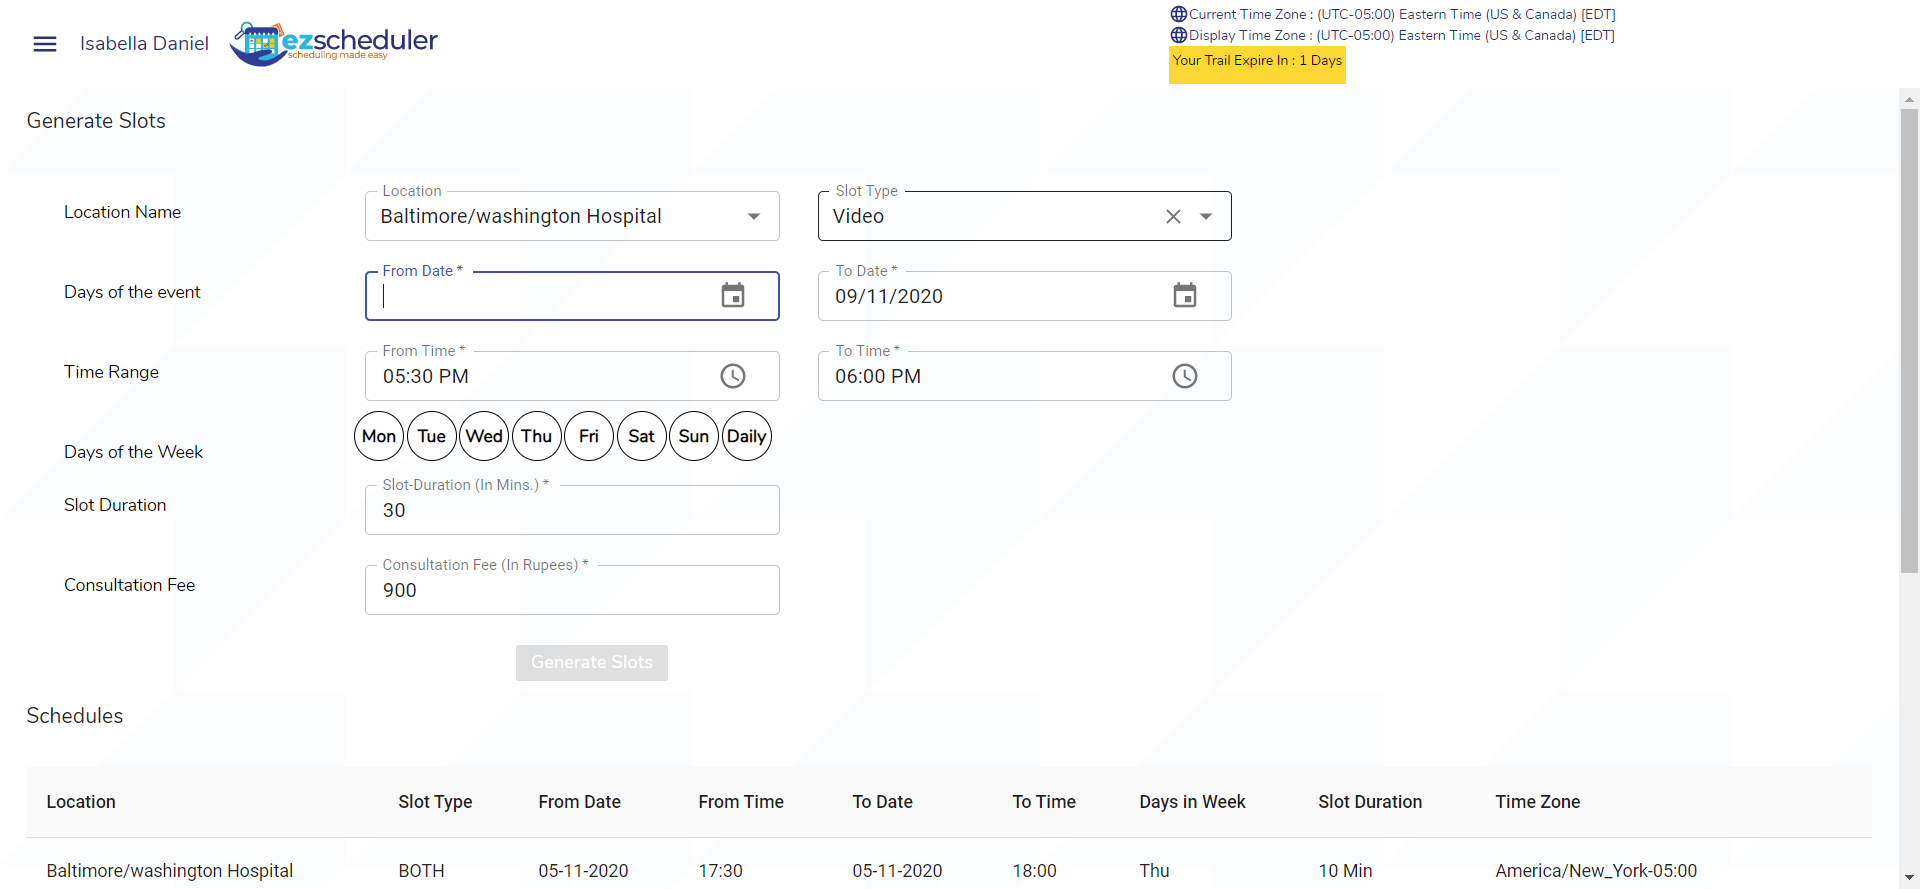 Isabella Daniel
ezscheduler
scheduling made easy
Current Time Zone : (UTC-05:00) Eastern Time (US & Canada) [EDT]
Display Time Zone : (UTC-05:00) Eastern Time (US & Canada) [EDT]
Your Trail Expire In : 1 Days
Generate Slots
Location Name
Location
Baltimore/washington Hospital
Slot Type
Video
Days of the event
From Date *
To Date *
09/11/2020
Time Range
From Time *
05:30 PM
To Time *
06:00 PM
Days of the Week
Mon Tue Wed Thu Fri Sat Sun Daily
Slot Duration
Slot-Duration (In Mins.) *
30
Consultation Fee
Consultation Fee (In Rupees) *
900
Generate Slots
Schedules
Location Slot Type From Date From Time To Date To Time Days in Week Slot Duration Time Zone
Baltimore/washington Hospital BOTH 05-11-2020 17:30 05-11-2020 18:00 Thu 10 Min America/New_York-05:00